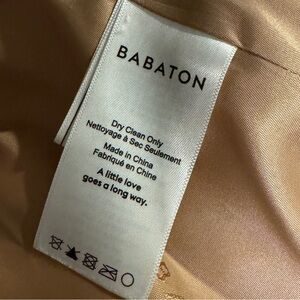 BABATON
Dry Clean Only
Nettoyage à Sec Seulement
Made in China
Fabriqué en Chine
A little love
goes a long way.